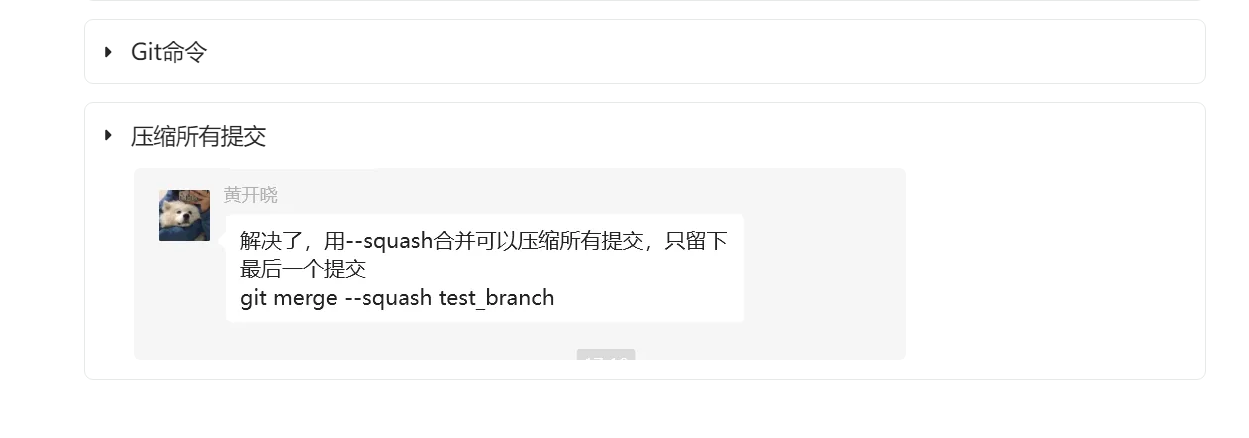 Git命令
压缩所有提交
黄开晓
解决了，用--squash合并可以压缩所有提交，只留下
最后一个提交
git merge --squash test_branch